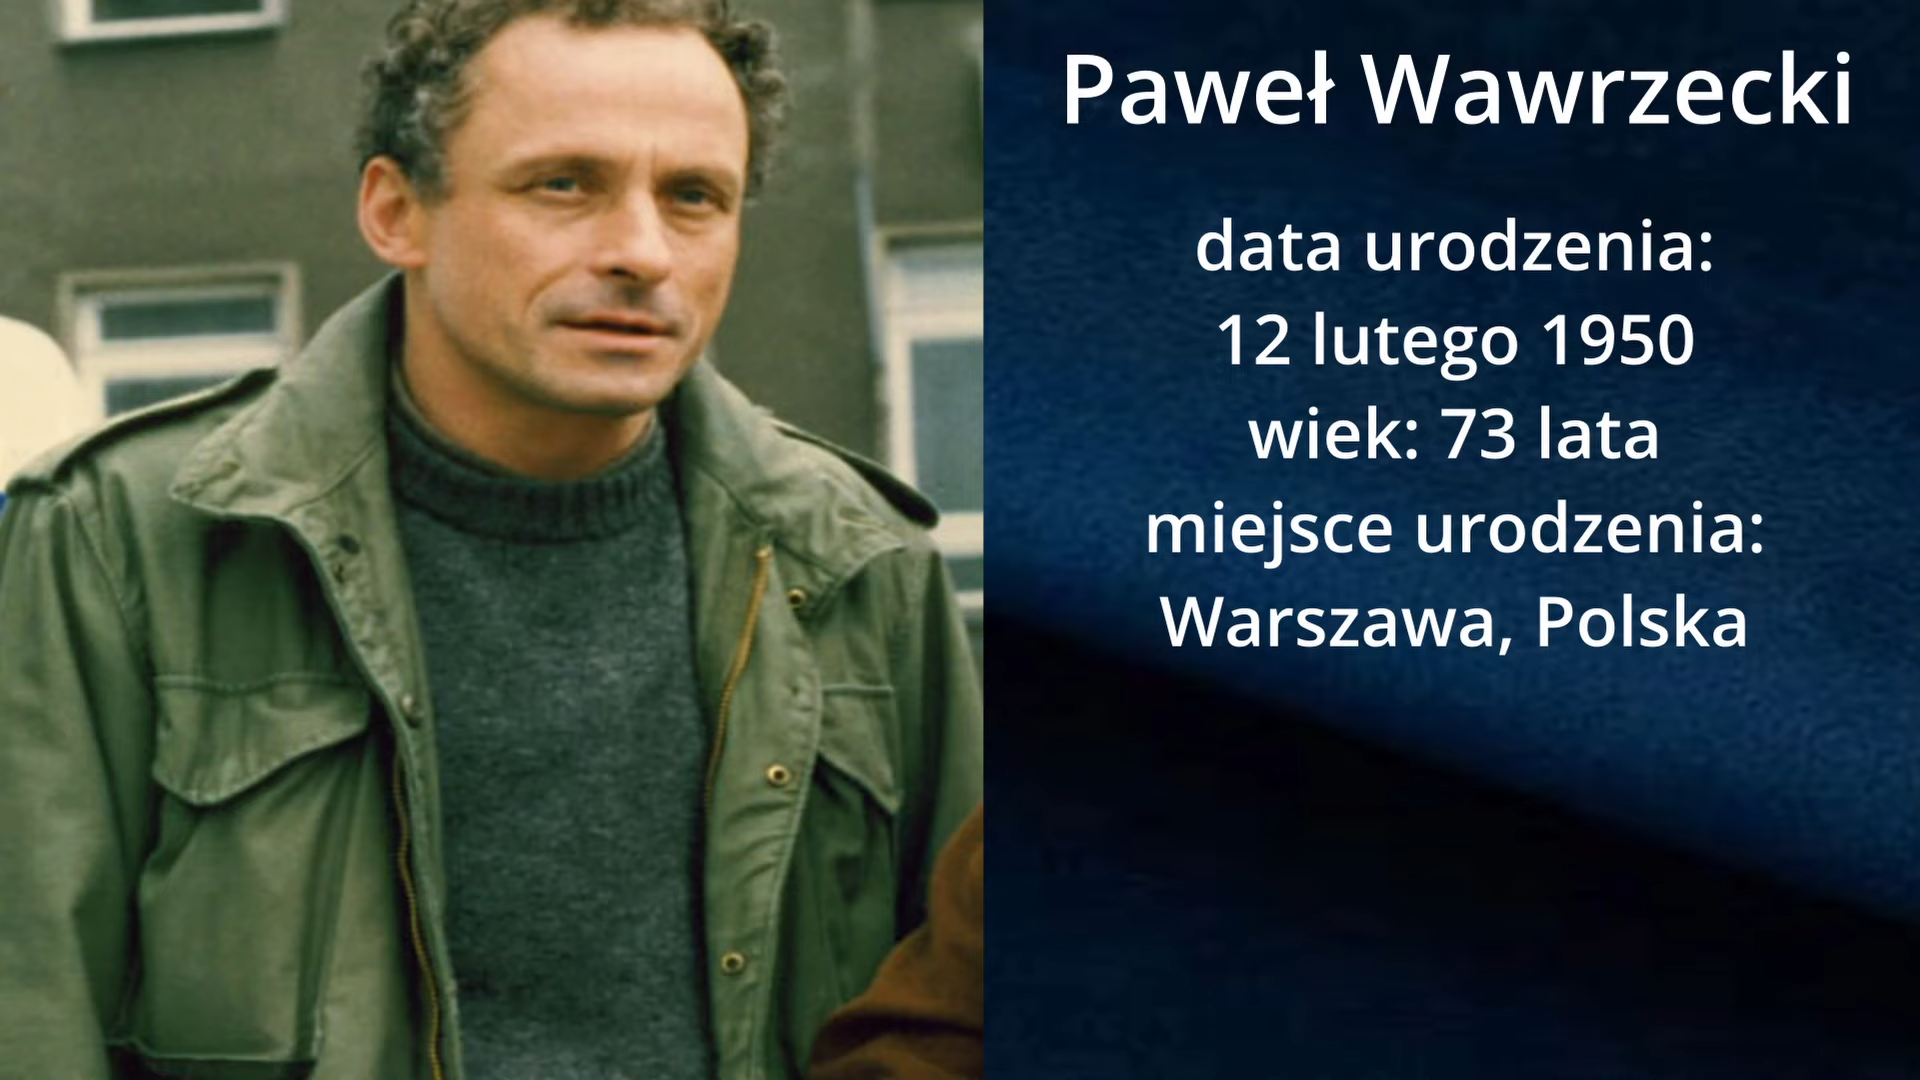 Paweł Wawrzecki
data urodzenia:
12 lutego 1950
wiek: 73 lata
miejsce urodzenia:
Warszawa, Polska